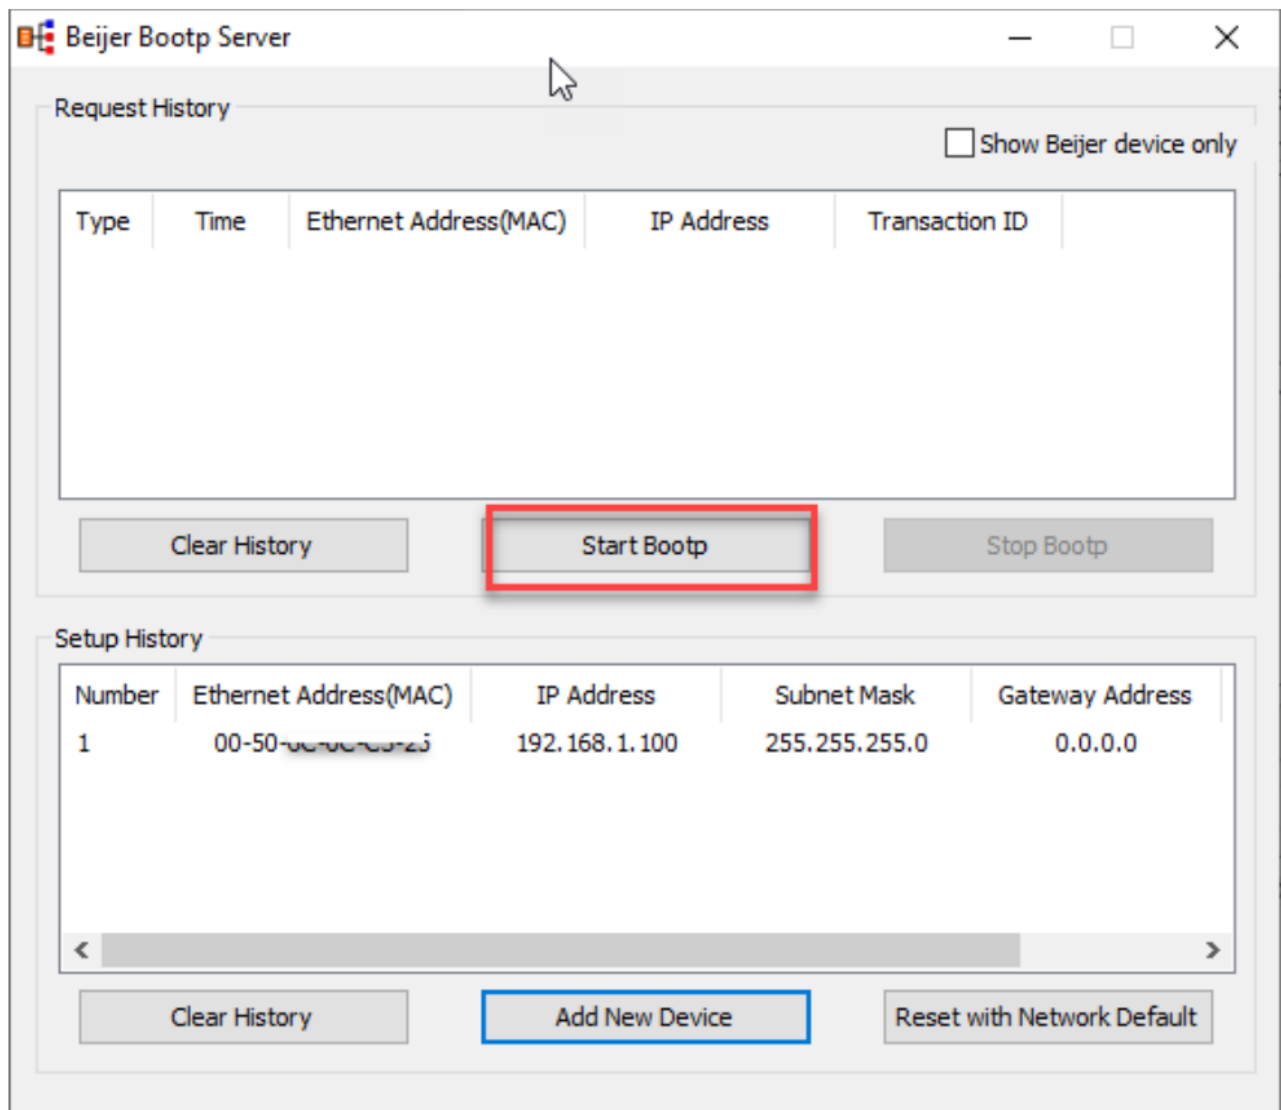 Beijer Bootp Server
Request History
Show Beijer device only
Type Time Ethernet Address(MAC) IP Address Transaction ID
Clear History Start Bootp Stop Bootp
Setup History
Number Ethernet Address(MAC) IP Address Subnet Mask Gateway Address
1 00-50- 192.168.1.100 255.255.255.0 0.0.0.0
Clear History Add New Device Reset with Network Default